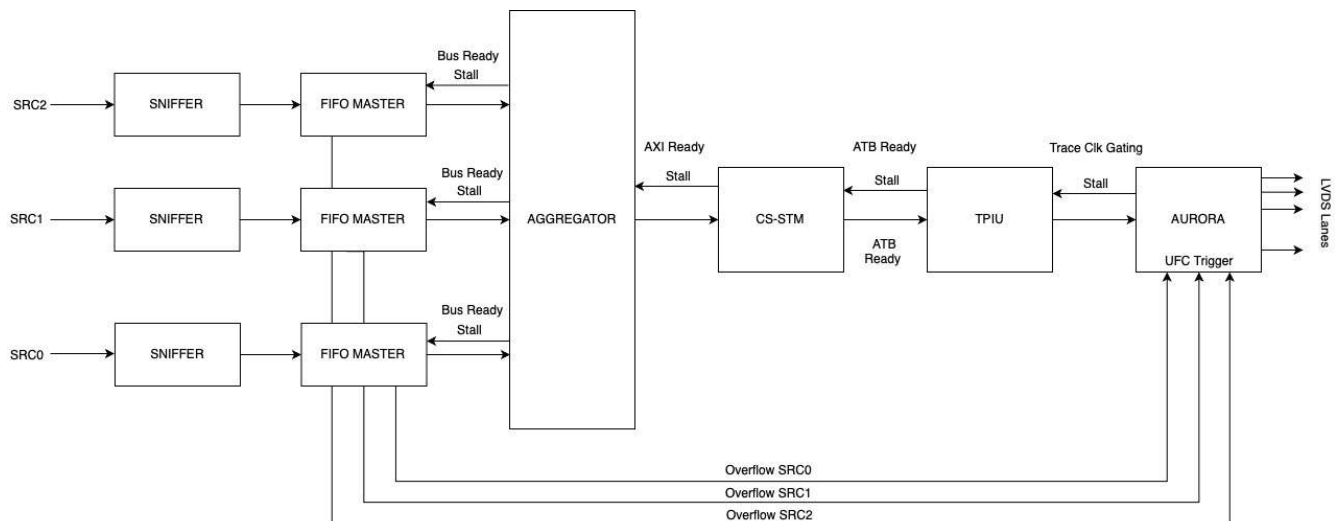 Bus Ready
Stall
SRC2
SNIFFER
FIFO MASTER
AXI Ready
Stall
ATB Ready
Stall
Trace Clk Gating
Stall
Bus Ready
Stall
SRC1
SNIFFER
FIFO MASTER
AGGREGATOR
CS-STM
TPIU
AURORA
LVDS Lanes
ATB
Ready
UFC Trigger
Bus Ready
Stall
SRC0
SNIFFER
FIFO MASTER
Overflow SRC0
Overflow SRC1
Overflow SRC2